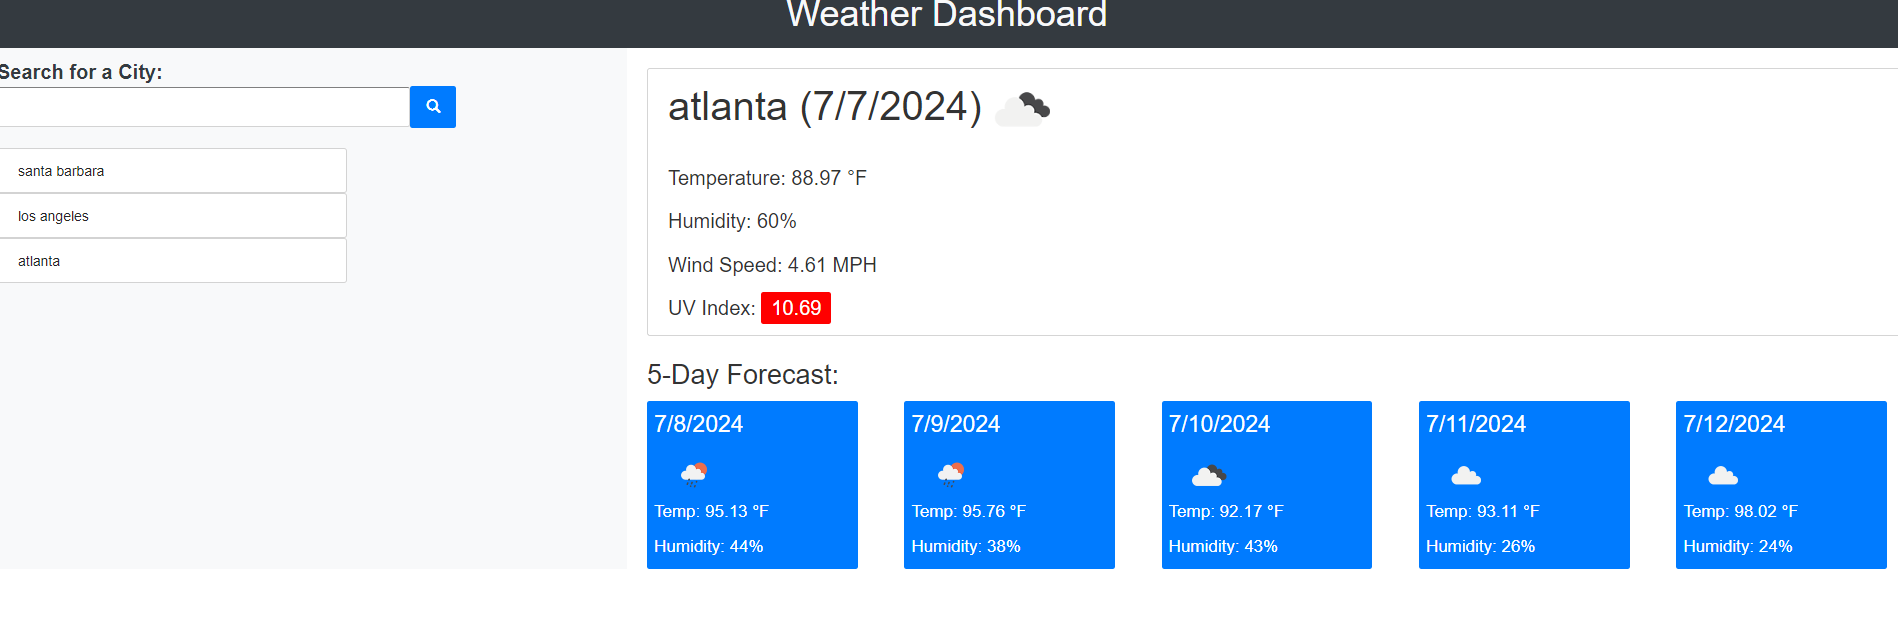 Weather Dashboard
Search for a City:
santa barbara
los angeles
atlanta
atlanta (7/7/2024)
Temperature: 88.97 °F
Humidity: 60%
Wind Speed: 4.61 MPH
UV Index: 10.69
5-Day Forecast:
7/8/2024
Temp: 95.13 °F
Humidity: 44%
7/9/2024
Temp: 95.76 °F
Humidity: 38%
7/10/2024
Temp: 92.17 °F
Humidity: 43%
7/11/2024
Temp: 93.11 °F
Humidity: 26%
7/12/2024
Temp: 98.02 °F
Humidity: 24%